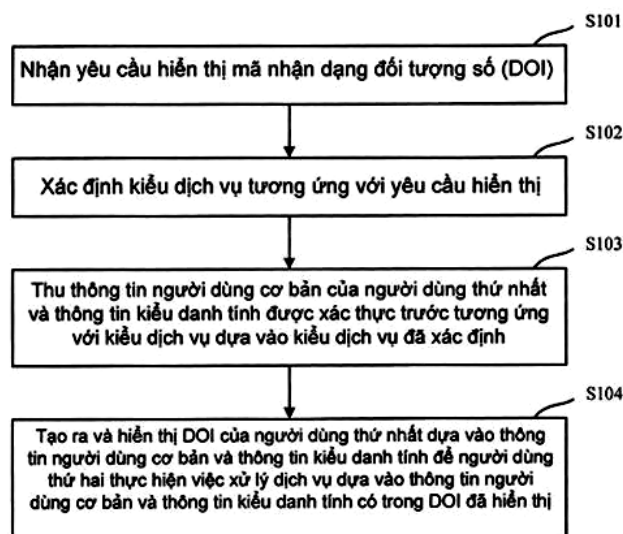 S101
Nhận yêu cầu hiển thị mã nhận dạng đối tượng số (DOI)
S102
Xác định kiểu dịch vụ tương ứng với yêu cầu hiển thị
S103
Thu thông tin người dùng cơ bản của người dùng thứ nhất
và thông tin kiểu danh tính được xác thực trước tương ứng
với kiểu dịch vụ dựa vào kiểu dịch vụ đã xác định
S104
Tạo ra và hiển thị DOI của người dùng thứ nhất dựa vào thông
tin người dùng cơ bản và thông tin kiểu danh tính để người dùng
thứ hai thực hiện việc xử lý dịch vụ dựa vào thông tin người
dùng cơ bản và thông tin kiểu danh tính có trong DOI đã hiển thị